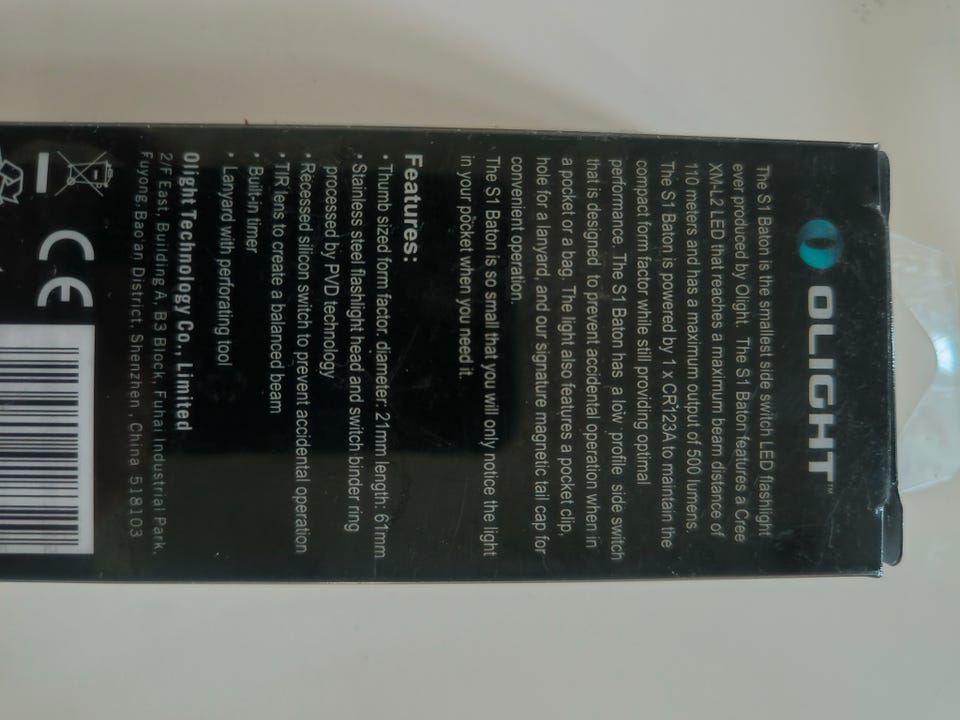 OLIGHT™
The S1 Baton is the smallest side switch LED flashlight
ever produced by Olight. The S1 Baton features a Cree
XM-L2 LED that reaches a maximum beam distance of
110 meters and has a maximum output of 500 lumens.
The S1 Baton is powered by 1 x CR123A to maintain the
compact form factor while still providing optimal
performance. The S1 Baton has a low profile side switch
that is designed to prevent accidental operation when in
a pocket or a bag. The light also features a pocket clip,
hole for a lanyard, and our signature magnetic tail cap for
convenient operation.
The S1 Baton is so small that you will only notice the light
in your pocket when you need it.
Features:
• Thumb sized form factor, diameter: 21mm length: 61mm
• Stainless steel flashlight head and switch binder ring
processed by PVD technology
• Recessed silicon switch to prevent accidental operation
• TIR lens to create a balanced beam
• Built-in timer
• Lanyard with perforating tool
Olight Technology Co., Limited
2/F East, Building A, B3 Block, Fuhai Industrial Park,
Fuyong, Bao'an District, Shenzhen, China 518103
CE